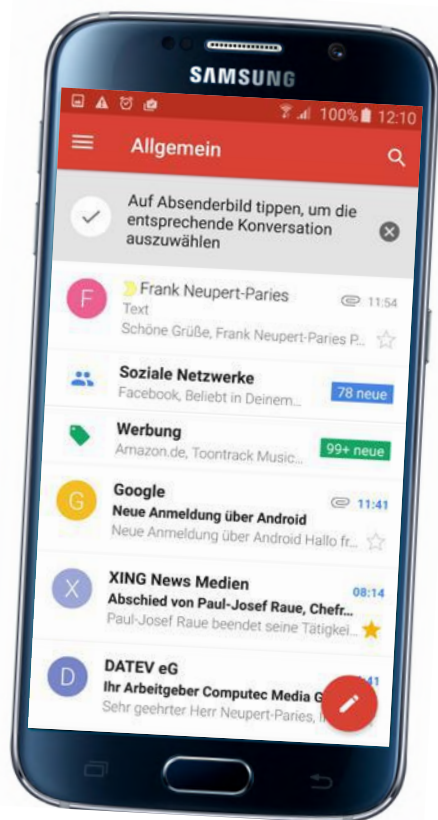 SAMSUNG
100% 12:10
Allgemein
Auf Absenderbild tippen, um die
entsprechende Konversation
auszuwählen
F
Frank Neupert-Paries
11:54
Text
Schöne Grüße, Frank Neupert-Paries P...
Soziale Netzwerke
Facebook, Beliebt in Deinem...
78 neue
Werbung
Amazon.de, Toontrack Music...
99+ neue
G
Google
11:41
Neue Anmeldung über Android
Neue Anmeldung über Android Hallo fr...
X
XING News Medien
08:14
Abschied von Paul-Josef Raue, Chefr...
Paul-Josef Raue beendet seine Tätigkei...
D
DATEV eG
41
Ihr Arbeitgeber Computec Media G
Sehr geehrter Herr Neupert-Paries,